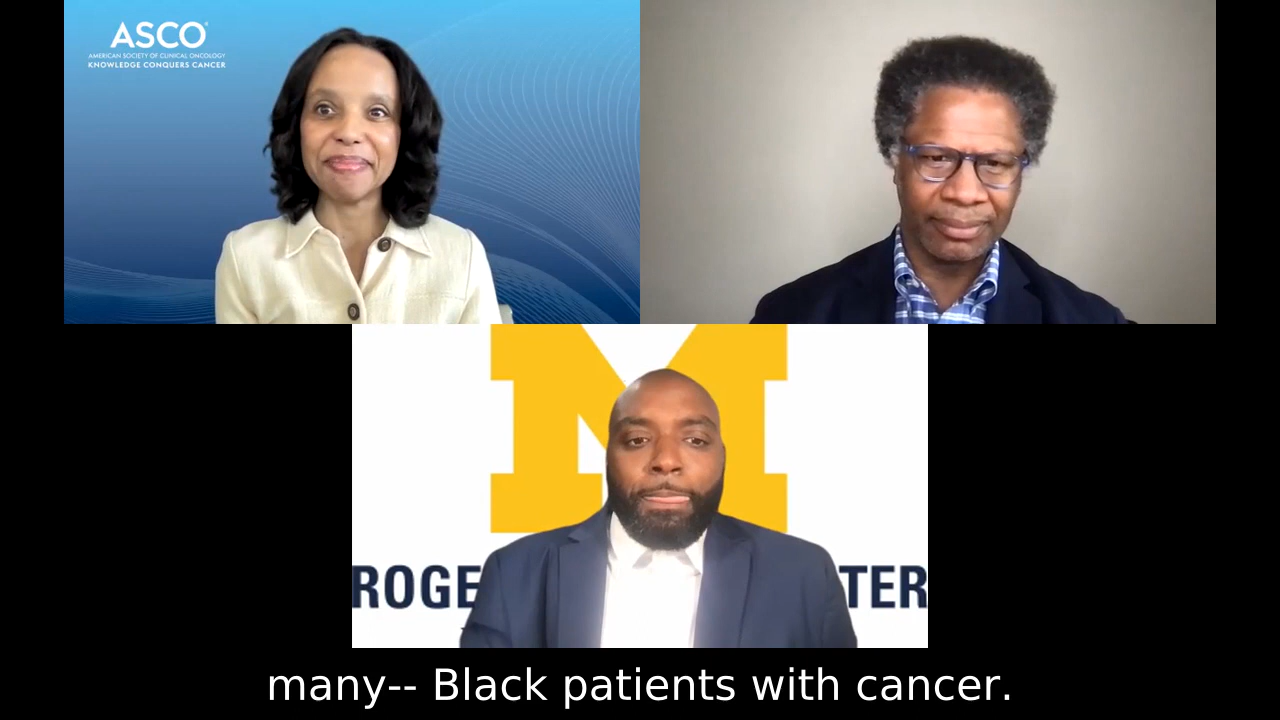 ASCO
AMERICAN SOCIETY OF CLINICAL ONCOLOGY
KNOWLEDGE CONQUERS CANCER
M
ROGE TER
many-- Black patients with cancer.